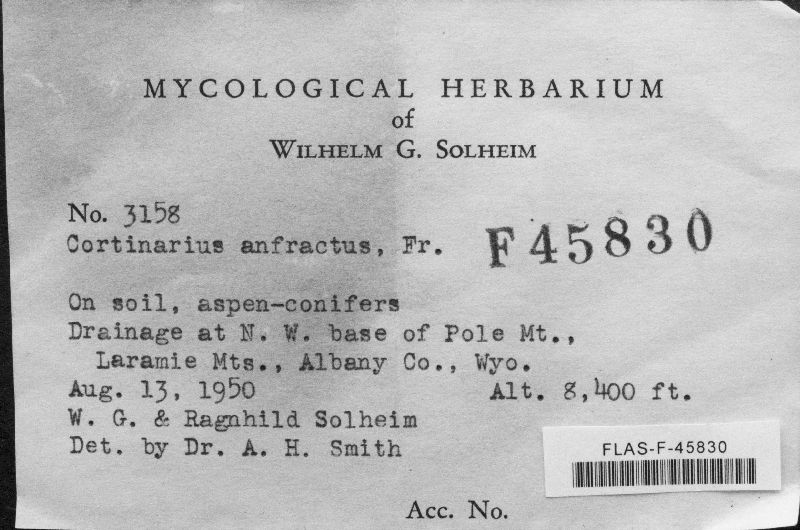 MYCOLOGICAL HERBARIUM
of
WILHELM G. SOLHEIM
No. 3158
Cortinarius anfractus, Fr.
F45830
On soil, aspen-conifers
Drainage at N. W. base of Pole Mt.,
Laramie Mts., Albany Co., Wyo.
Aug. 13, 1950 Alt. 8,400 ft.
W. G. & Ragnhild Solheim
Det. by Dr. A. H. Smith
FLAS-F-45830
Acc. No.